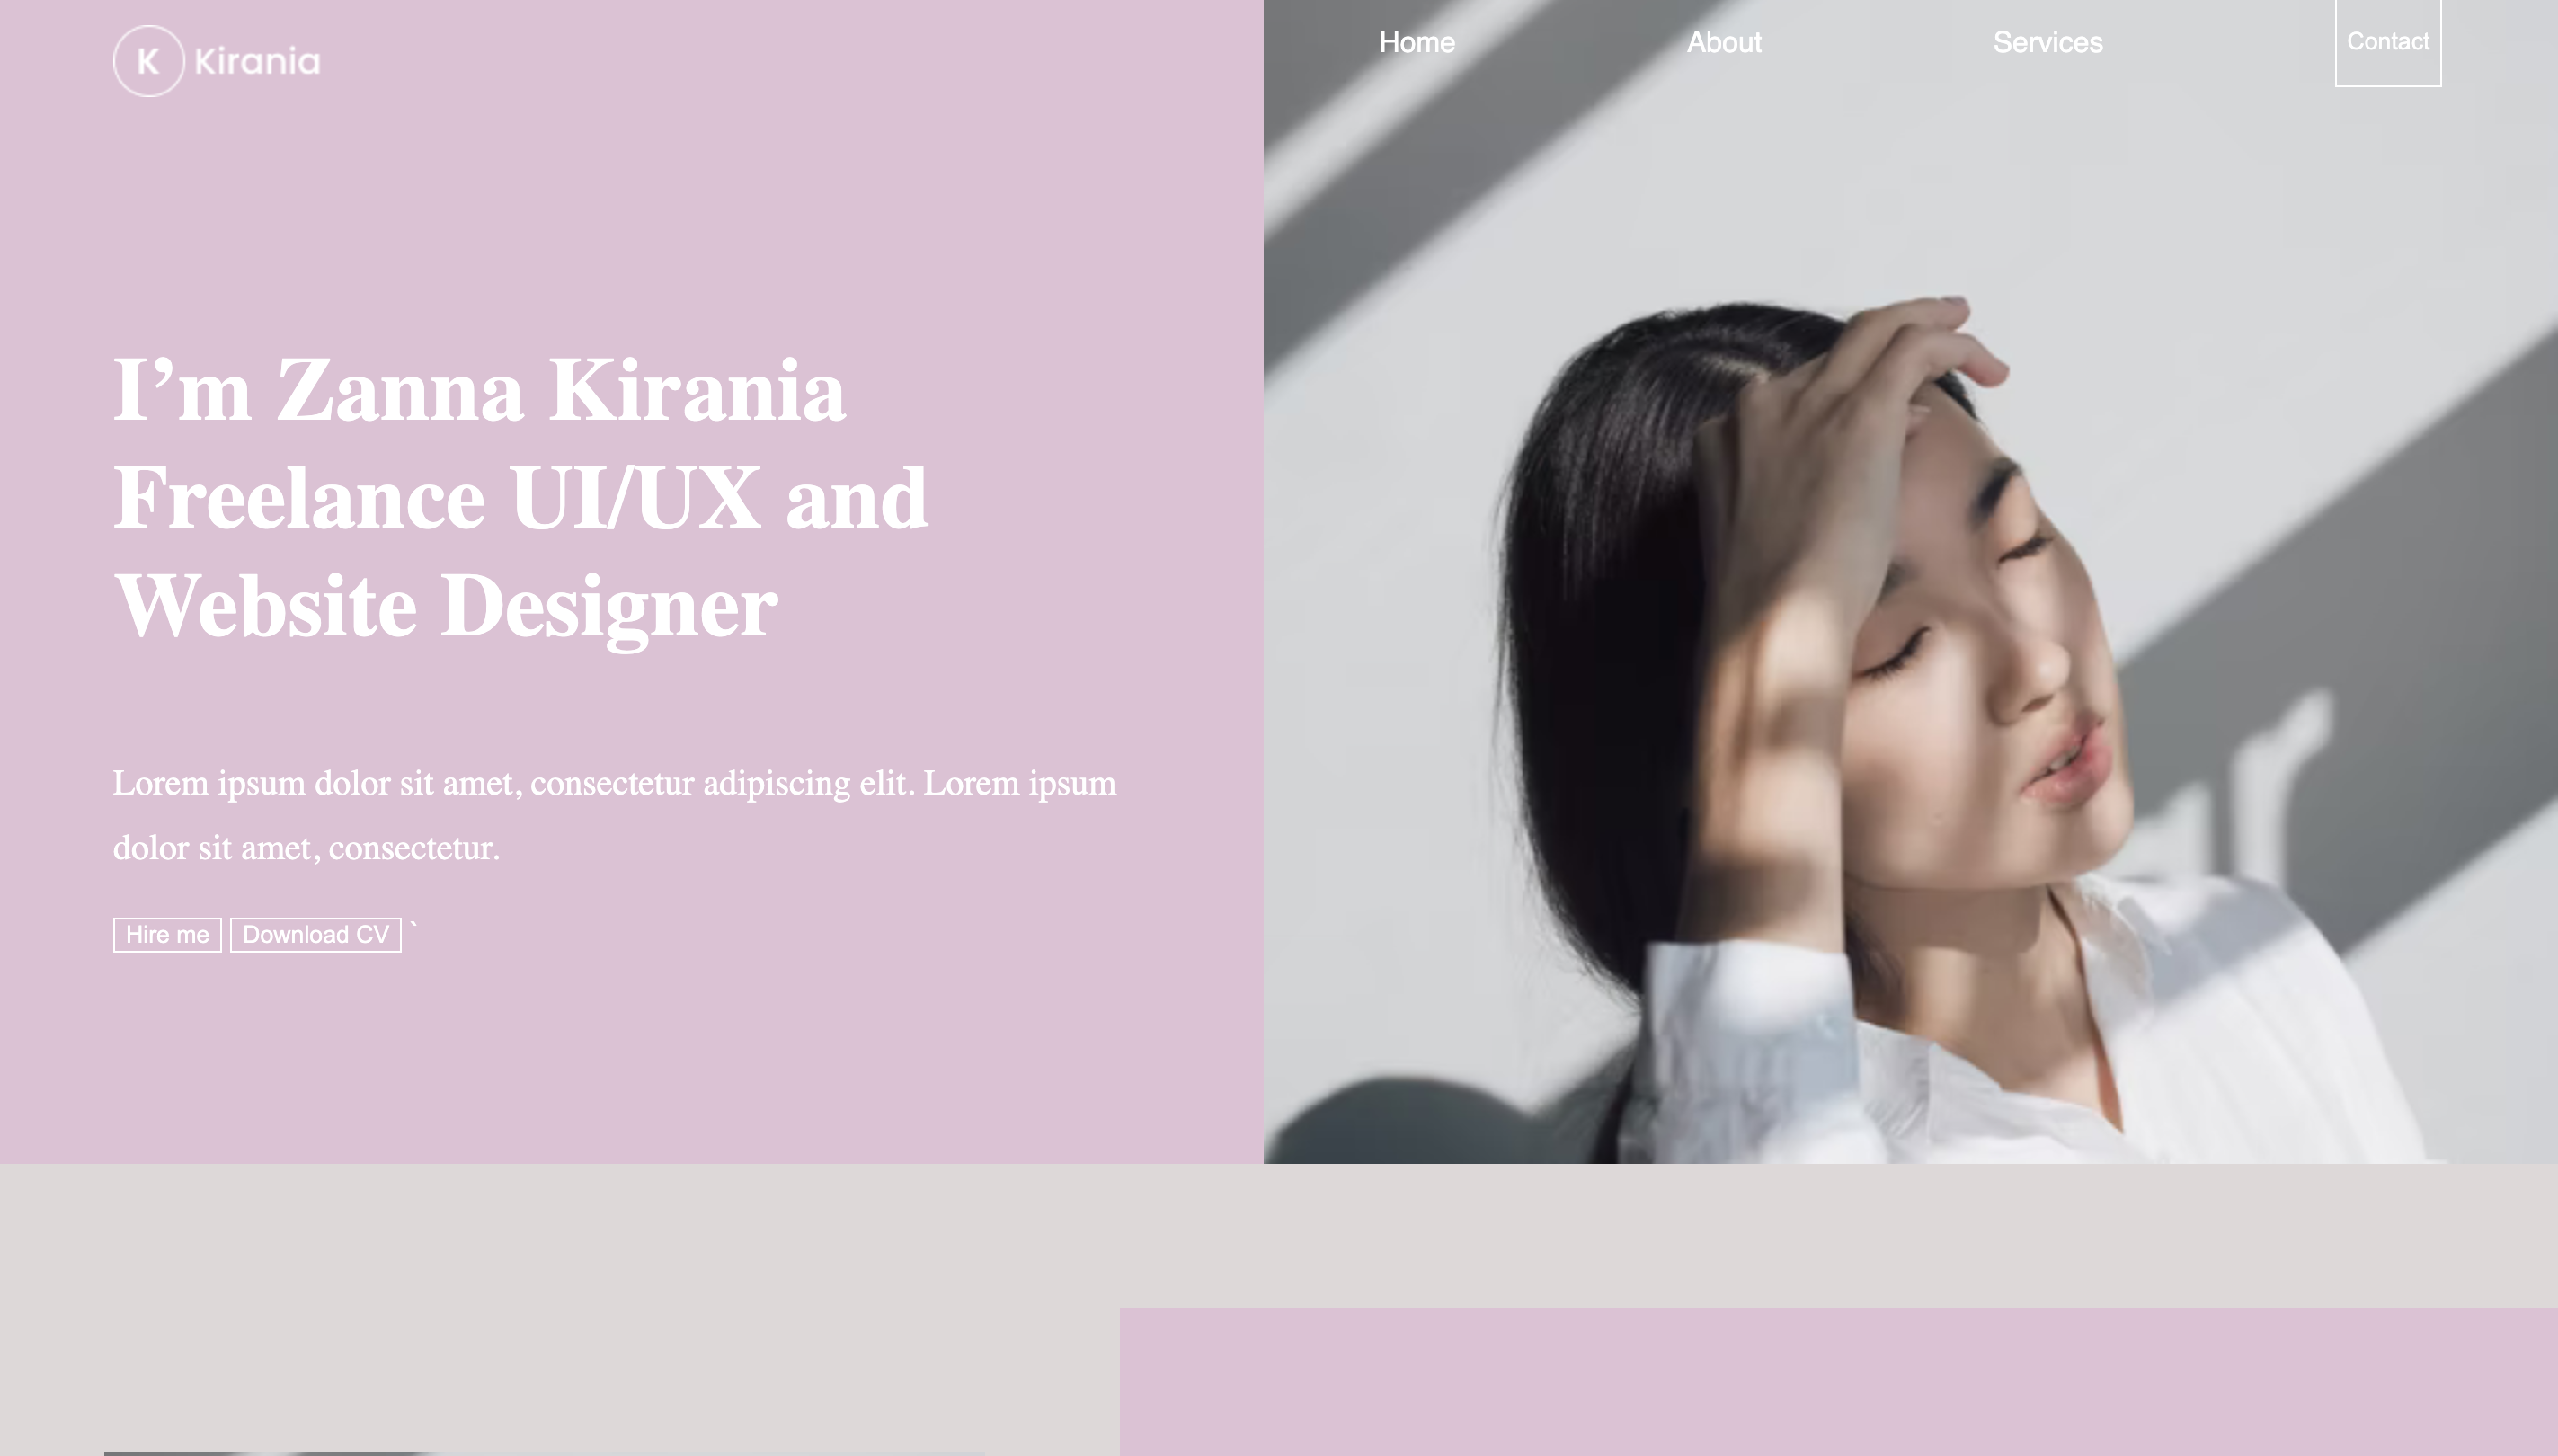 K Kirania
Home About Services Contact
I’m Zanna Kirania
Freelance UI/UX and
Website Designer
Lorem ipsum dolor sit amet, consectetur adipiscing elit. Lorem ipsum
dolor sit amet, consectetur.
Hire me Download CV `